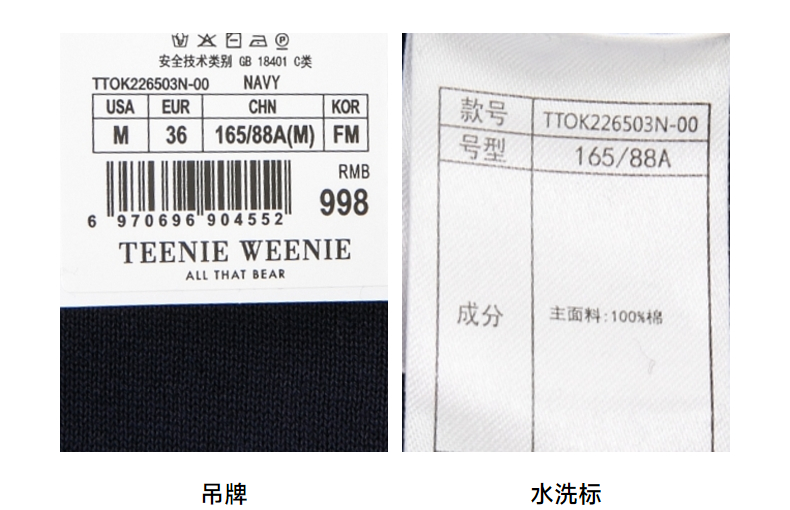 安全技术类别 GB 18401 C类
TTOK226503N-00 NAVY
USA EUR CHN KOR
M 36 165/88A(M) FM
RMB
998
6 970696 904552
TEENIE WEENIE
ALL THAT BEAR
款号 TTOK226503N-00
号型 165/88A
成分 主面料:100%棉
吊牌
水洗标